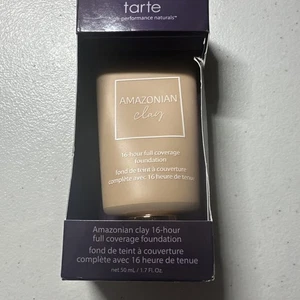 tarte
high-performance naturals™
AMAZONIAN
clay
16-hour full coverage
foundation
fond de teint à couverture
complète avec 16 heure de tenue
Amazonian clay 16-hour
full coverage foundation
fond de teint à couverture
complète avec 16 heure de tenue
net 50 mL / 1.7 Fl. Oz.